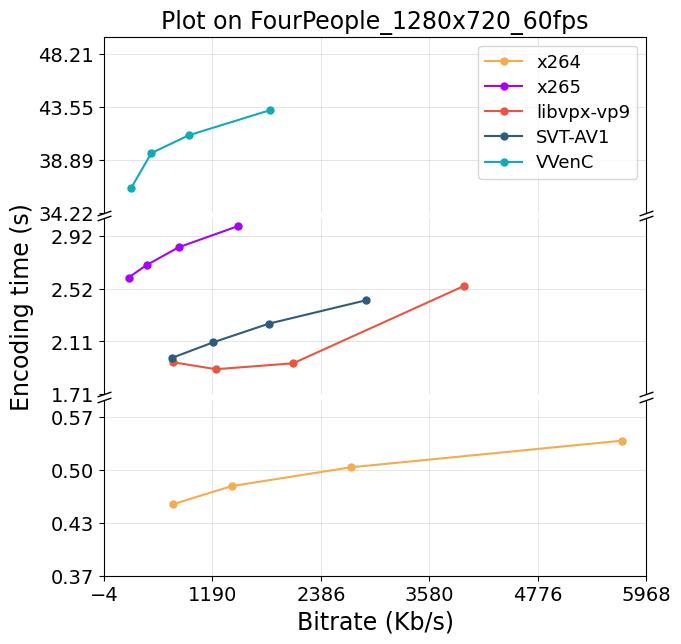 Plot on FourPeople_1280x720_60fps
48.21
43.55
38.89
34.22
2.92
2.52
2.11
1.71
0.57
0.50
0.43
0.37
x264
x265
libvpx-vp9
SVT-AV1
VVenC
Encoding time (s)
−4
1190
2386
3580
4776
5968
Bitrate (Kb/s)